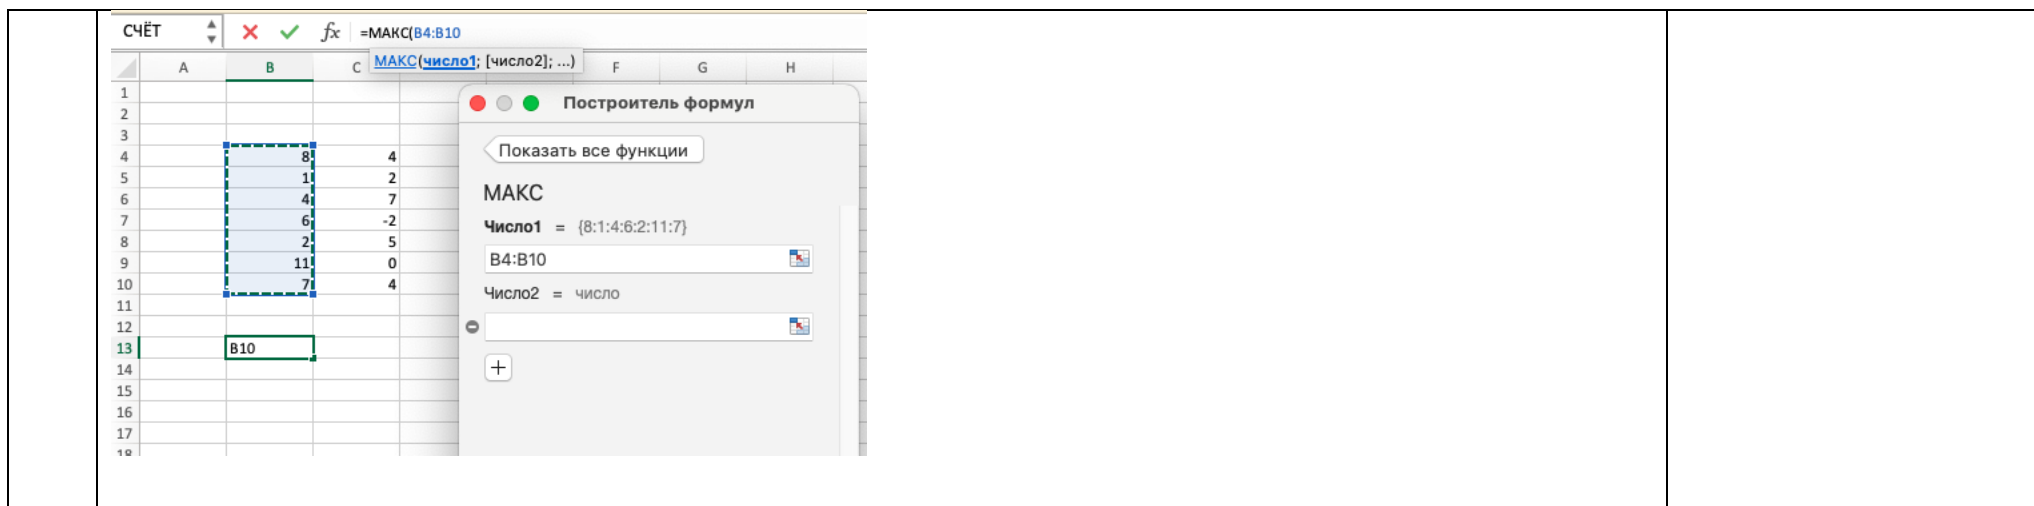 СЧЁТ fx =МАКС(B4:B10
МАКС(число1; [число2]; ...)
A B C F G H
Построитель формул
1
2
3
Показать все функции
4 8 4
5 1 2
6 4 7
МАКС
7 6 -2
Число1 = {8:1:4:6:2:11:7}
8 2 5
9 11 0
B4:B10
10 7 4
Число2 = число
11
12
13 B10
14
15
16
17
18